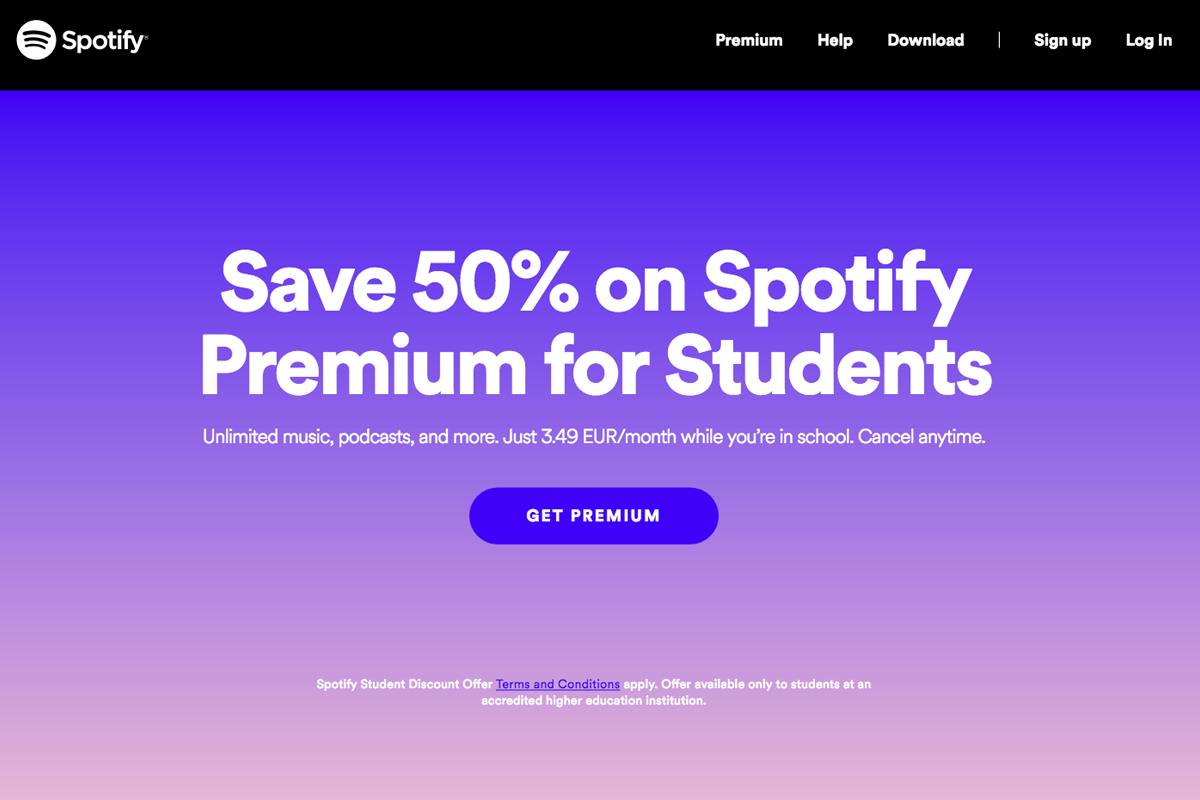 Spotify
Premium Help Download | Sign up Log In
Save 50% on Spotify
Premium for Students
Unlimited music, podcasts, and more. Just 3.49 EUR/month while you’re in school. Cancel anytime.
GET PREMIUM
Spotify Student Discount Offer Terms and Conditions apply. Offer available only to students at an
accredited higher education institution.